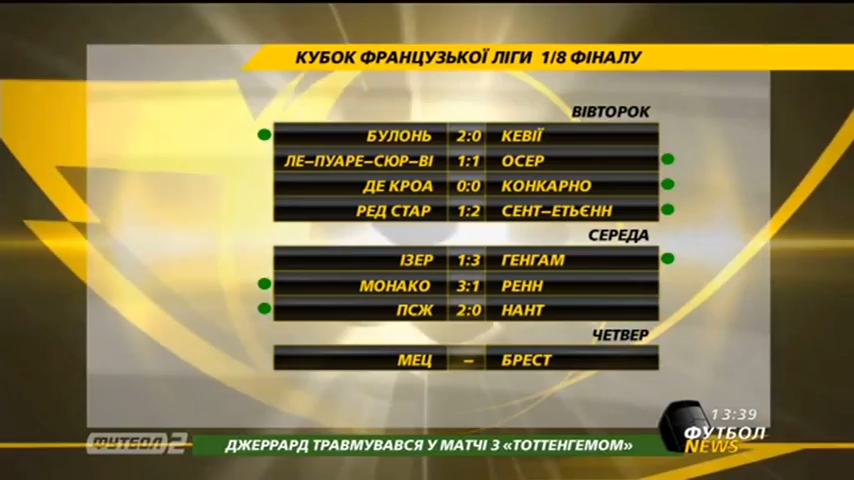 КУБОК ФРАНЦУЗЬКОЇ ЛІГИ 1/8 ФІНАЛУ
ВІВТОРОК
БУЛОНЬ 2:0 КЕВІЇ
ЛЕ-ПУАРЕ-СЮР-ВІ 1:1 ОСЕР
ДЕ КРОА 0:0 КОНКАРНО
РЕД СТАР 1:2 СЕНТ-ЕТЬЄНН
СЕРЕДА
ІЗЕР 1:3 ГЕНГАМ
МОНАКО 3:1 РЕНН
ПСЖ 2:0 НАНТ
ЧЕТВЕР
МЕЦ – БРЕСТ
13:39
ФУТБОЛ
NEWS
ФУТБОЛ 2
ДЖЕРРАРД ТРАВМУВАВСЯ У МАТЧІ З «ТОТТЕНГЕМОМ»